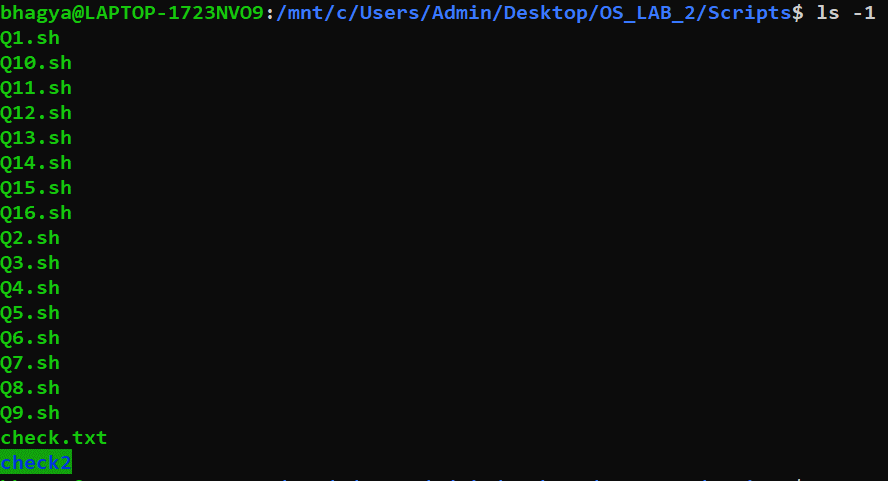 bhagya@LAPTOP-1723NVO9:/mnt/c/Users/Admin/Desktop/OS_LAB_2/Scripts$ ls -1
Q1.sh
Q10.sh
Q11.sh
Q12.sh
Q13.sh
Q14.sh
Q15.sh
Q16.sh
Q2.sh
Q3.sh
Q4.sh
Q5.sh
Q6.sh
Q7.sh
Q8.sh
Q9.sh
check.txt
check2